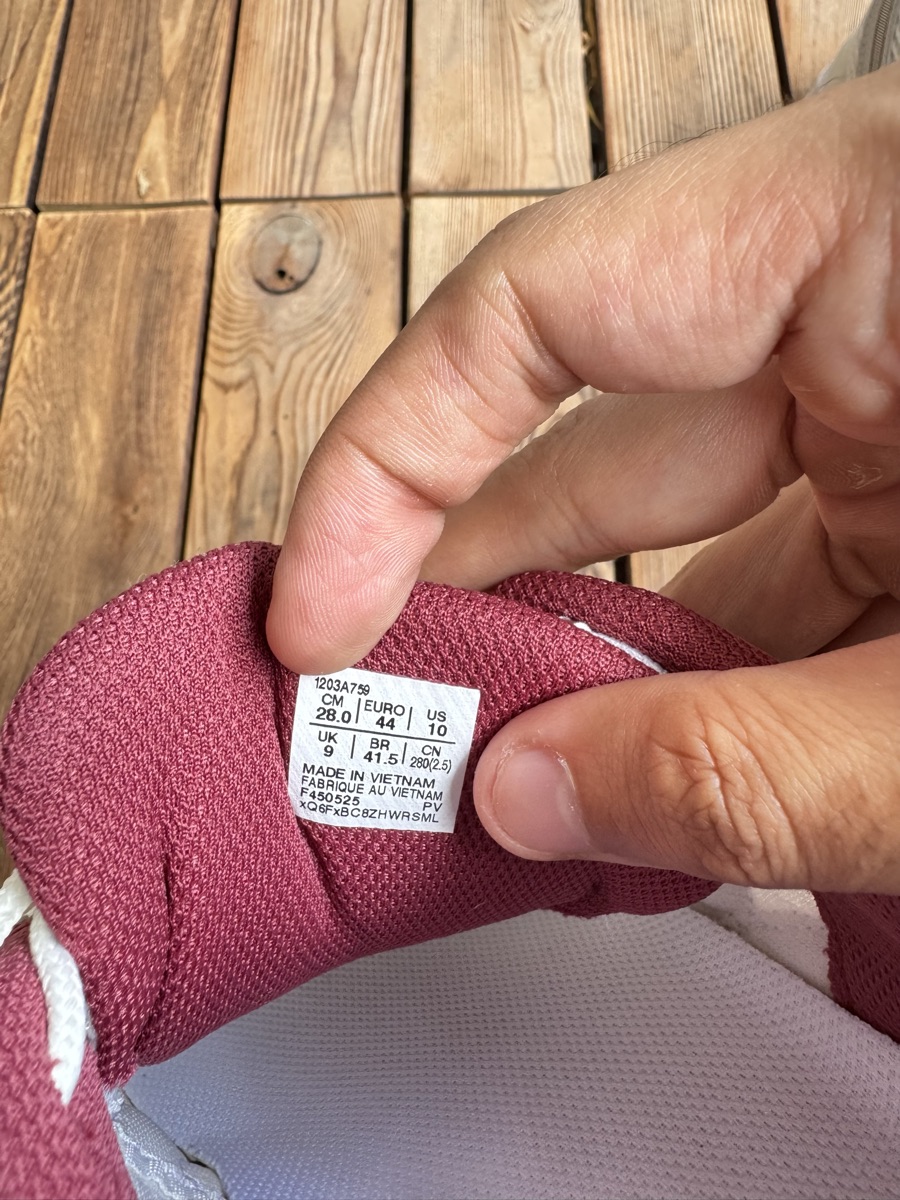 1203A759
CM EURO US
28.0 44 10
UK BR CN
9 41.5 280(2.5)
MADE IN VIETNAM
FABRIQUE AU VIETNAM
F450525 PV
xQ6FxBC8ZHWRSML